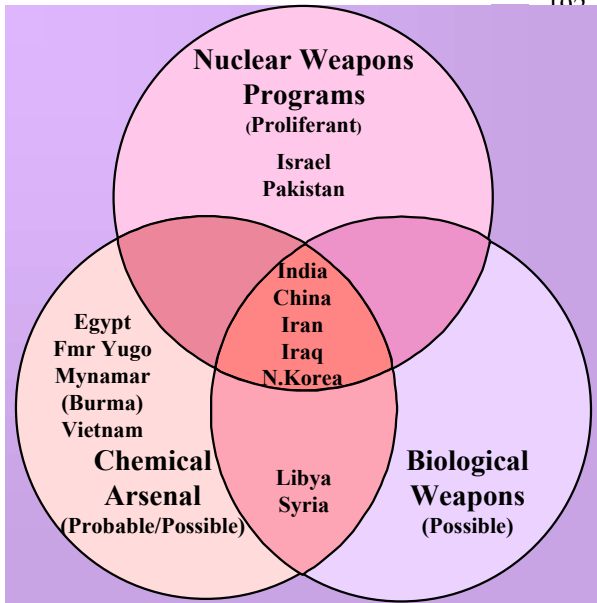 Nuclear Weapons
Programs
(Proliferant)
Israel
Pakistan
India
China
Iran
Iraq
N.Korea
Egypt
Fmr Yugo
Mynamar
(Burma)
Vietnam
Chemical
Arsenal
(Probable/Possible)
Libya
Syria
Biological
Weapons
(Possible)